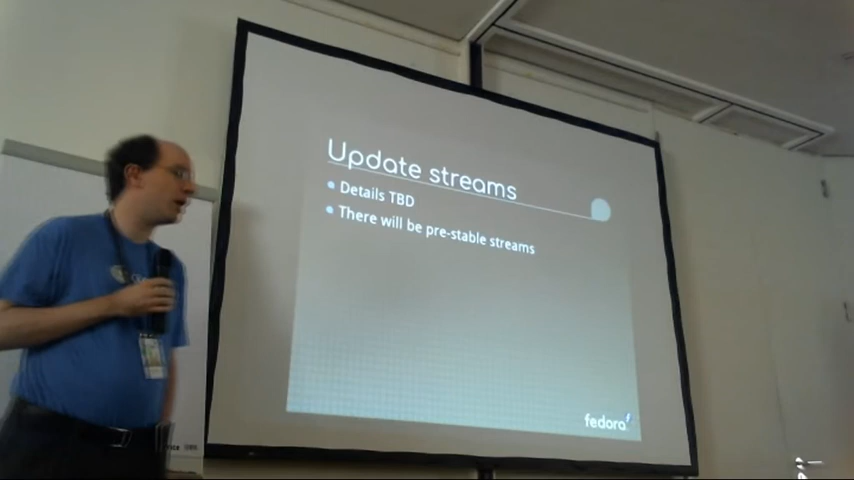 Update streams
Details TBD
There will be pre-stable streams
fedora